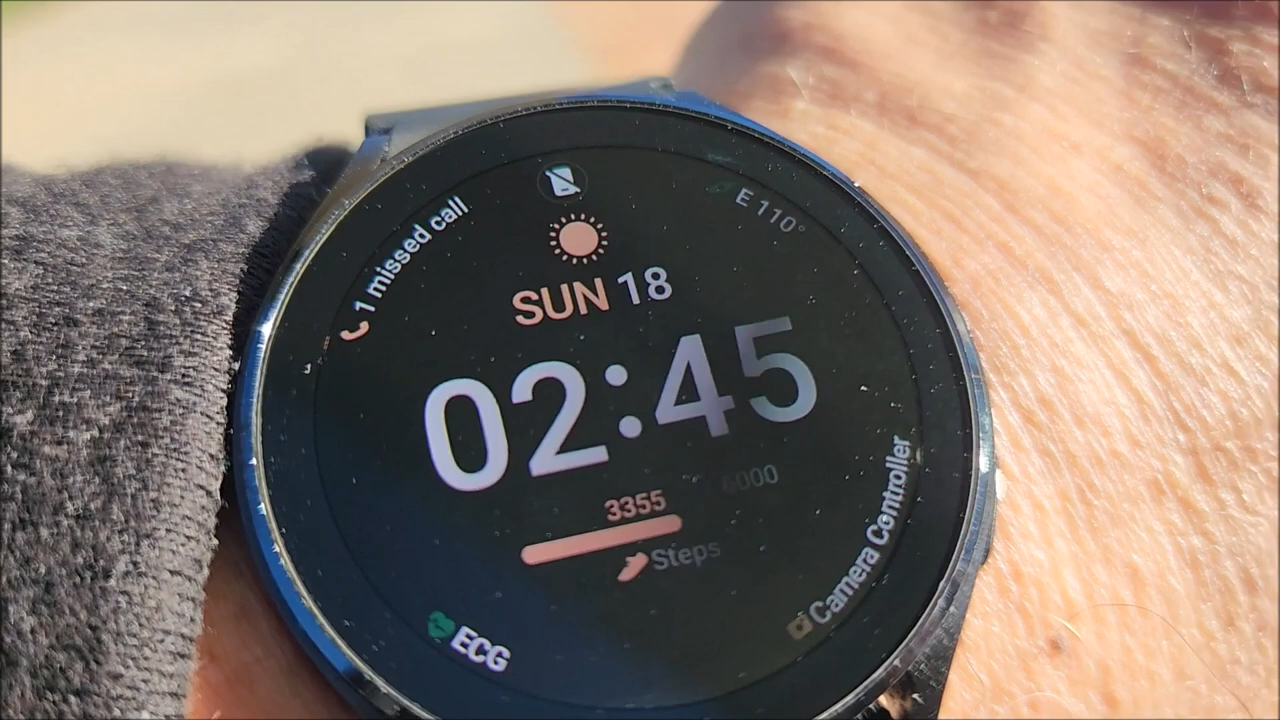 1 missed call
E 110°
SUN 18
02:45
3355
6000
Steps
Camera Controller
ECG